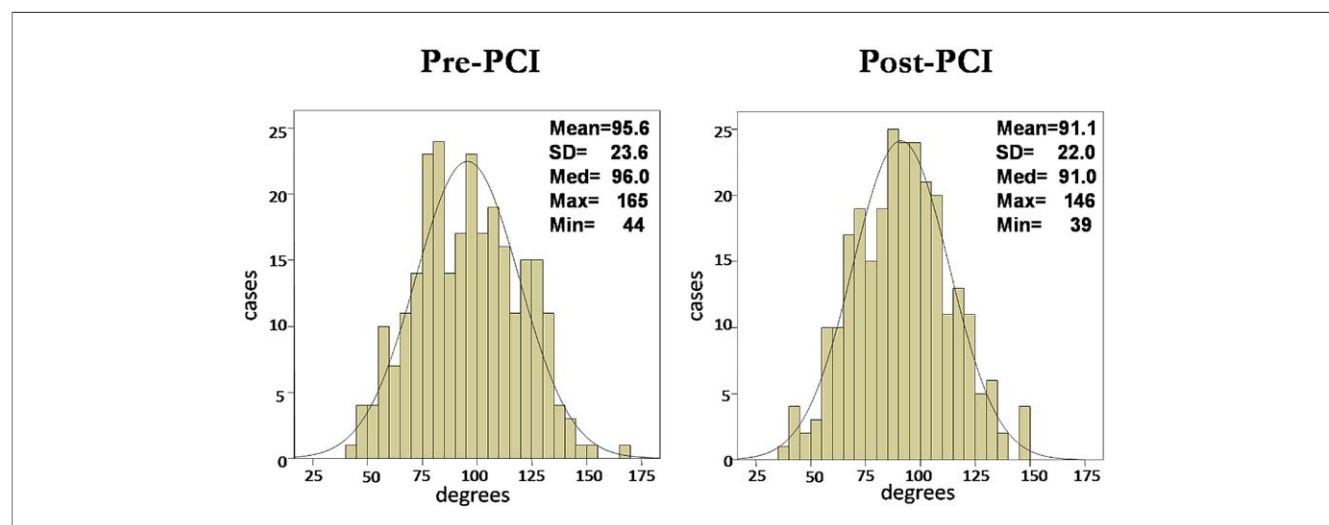 Pre-PCI
Mean=95.6
SD= 23.6
Med= 96.0
Max= 165
Min= 44
25
20
15
10
5
0
cases
25 50 75 100 125 150 175
degrees
Post-PCI
Mean=91.1
SD= 22.0
Med= 91.0
Max= 146
Min= 39
25
20
15
10
5
0
cases
25 50 75 100 125 150 175
degrees